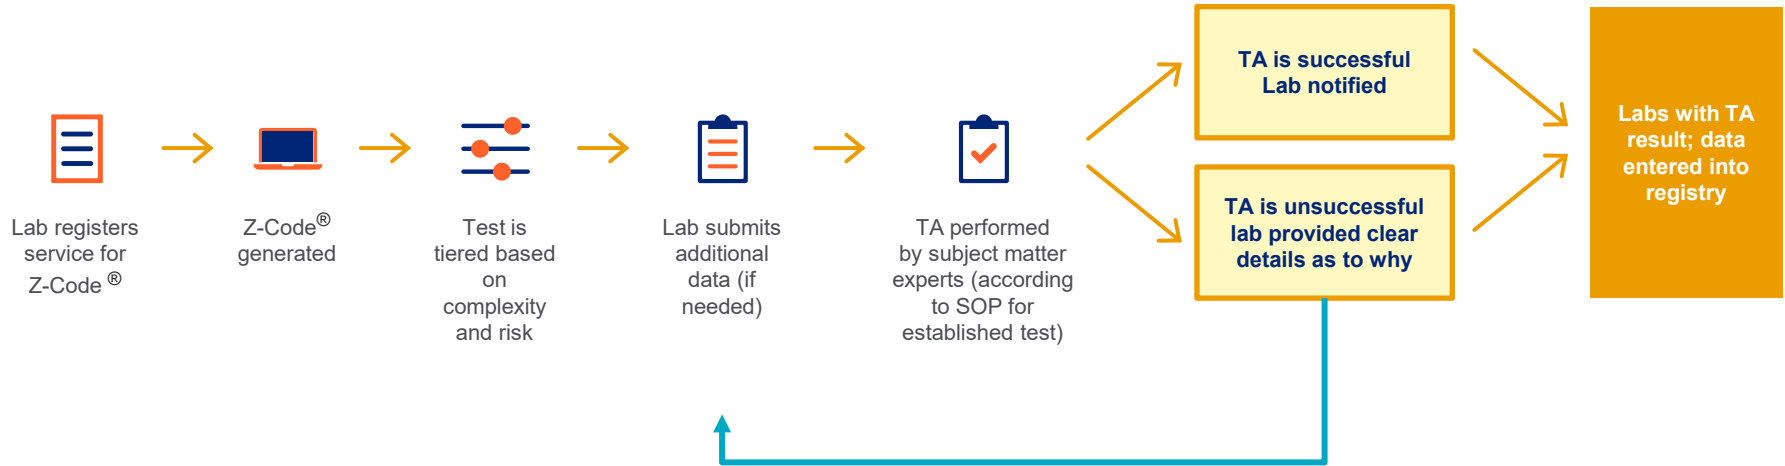 Lab registers
service for
Z-Code ®
Z-Code®
generated
Test is
tiered based
on
complexity
and risk
Lab submits
additional
data (if
needed)
TA performed
by subject matter
experts (according
to SOP for
established test)
TA is successful
Lab notified
TA is unsuccessful
lab provided clear
details as to why
Labs with TA
result; data
entered into
registry